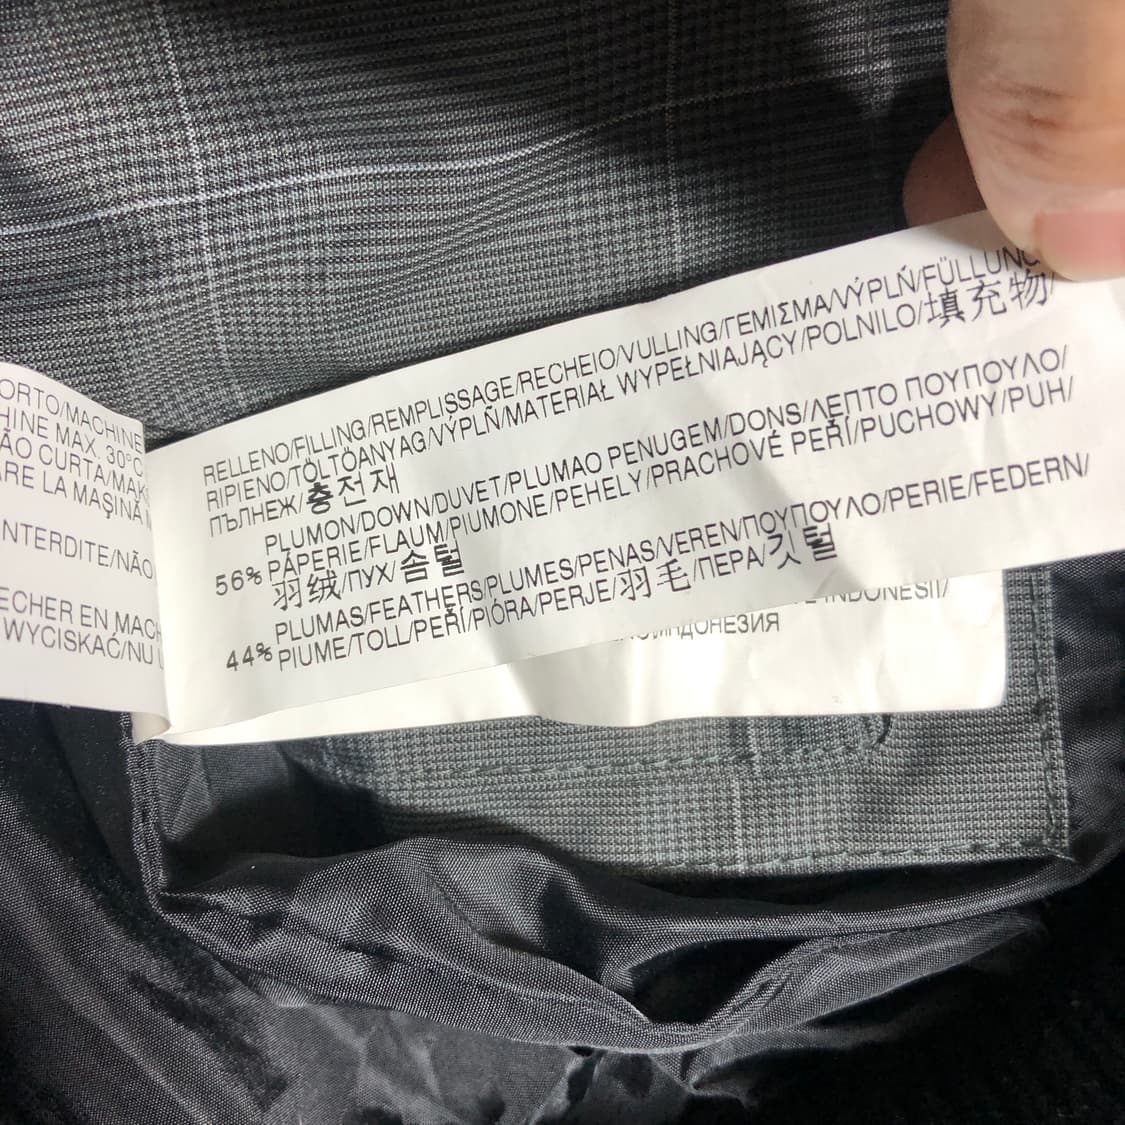 ORTO/MACHINE
HINE MAX. 30°C
ÃO CURTA/MAK
ARE LA MAŞINĂ
INTERDITE/NÃO
ECHER EN MACH
WYCISKAĆ/NU
RELLENO/FILLING/REMPLISSAGE/RECHEIO/VULLING/ΓΕΜΙΣΜΑ/VÝPLŇ/FÜLLUNG
RIPIENO/TÖLTÖANYAG/VÝPLŇ/MATERIAŁ WYPEŁNIAJĄCY/POLNILO/填充物/
ПЪЛНЕЖ/충전재
PLUMON/DOWN/DUVET/PLUMAO PENUGEM/DONS/ΛΕΠΤΟ ΠΟΥΠΟΥΛΟ/
56% PĂPERIE/FLAUM/PIUMONE/PEHELY/PRACHOVÉ PEŘÍ/PUCHOWY/PUH/
羽绒/ПУХ/솜털
PLUMAS/FEATHERS/PLUMES/PENAS/VEREN/ΠΟΥΠΟΥΛΟ/PERIE/FEDERN/
44% PIUME/TOLL/PEŘÍ/PIÓRA/PERJE/羽毛/ПЕРА/깃털
INDONESII/
ИНДОНЕЗИЯ